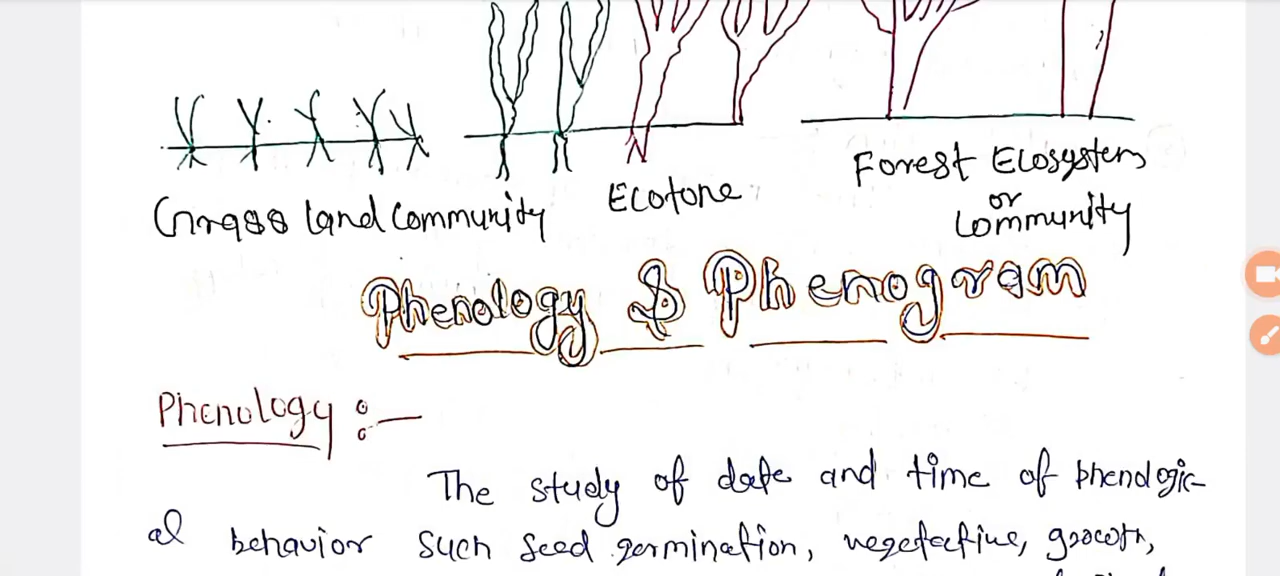 Grass land community
Ecotone
Forest Ecosystem
or
community
Phenology & Phenogram
Phenology :-
The study of date and time of phenologic-
al behavior such seed germination, vegetative, growth,